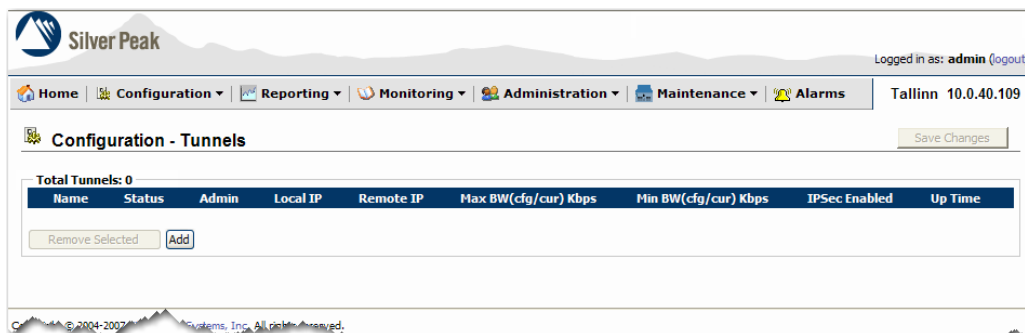 Silver Peak
Logged in as: admin (logout
Home Configuration Reporting Monitoring Administration Maintenance Alarms Tallinn 10.0.40.109
Configuration - Tunnels Save Changes
Total Tunnels: 0
Name Status Admin Local IP Remote IP Max BW(cfg/cur) Kbps Min BW(cfg/cur) Kbps IPSec Enabled Up Time
Remove Selected Add
© 2004-2007 Systems, Inc. All rights reserved.